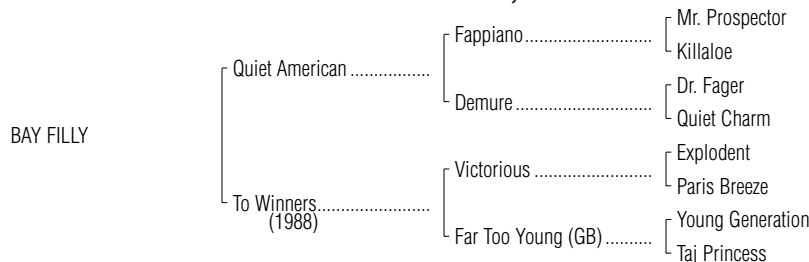 Mr. Prospector
Fappiano
Killaloe
Quiet American
Dr. Fager
Demure
Quiet Charm
BAY FILLY
Explodent
Victorious
Paris Breeze
To Winners
(1988)
Young Generation
Far Too Young (GB)
Taj Princess